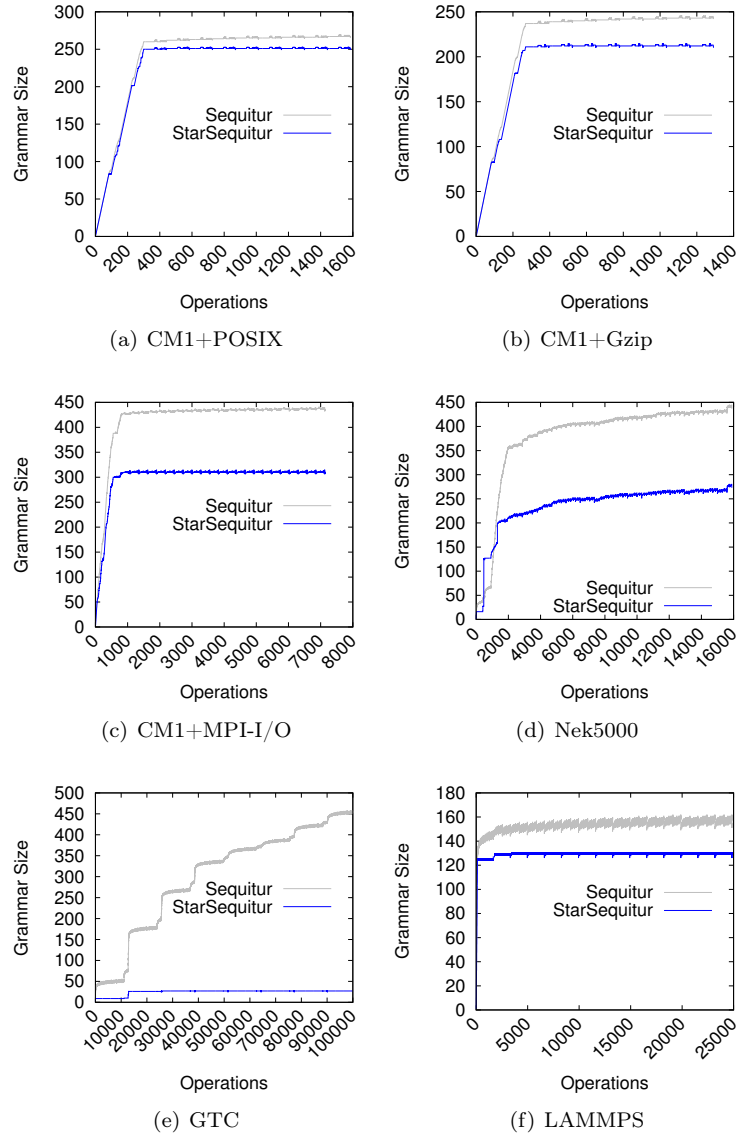 300
250
200
150
100
50
0
Grammar Size
Sequitur
StarSequitur
0 200 400 600 800 1000 1200 1400 1600
Operations
(a) CM1+POSIX
250
200
150
100
50
0
Grammar Size
Sequitur
StarSequitur
0 200 400 600 800 1000 1200 1400
Operations
(b) CM1+Gzip
450
400
350
300
250
200
150
100
50
0
Grammar Size
Sequitur
StarSequitur
0 1000 2000 3000 4000 5000 6000 7000 8000
Operations
(c) CM1+MPI-I/O
450
400
350
300
250
200
150
100
50
0
Grammar Size
Sequitur
StarSequitur
0 2000 4000 6000 8000 10000 12000 14000 16000
Operations
(d) Nek5000
500
450
400
350
300
250
200
150
100
50
0
Grammar Size
Sequitur
StarSequitur
0 10000 20000 30000 40000 50000 60000 70000 80000 90000 100000
Operations
(e) GTC
180
160
140
120
100
80
60
40
20
0
Grammar Size
Sequitur
StarSequitur
0 5000 10000 15000 20000 25000
Operations
(f) LAMMPS